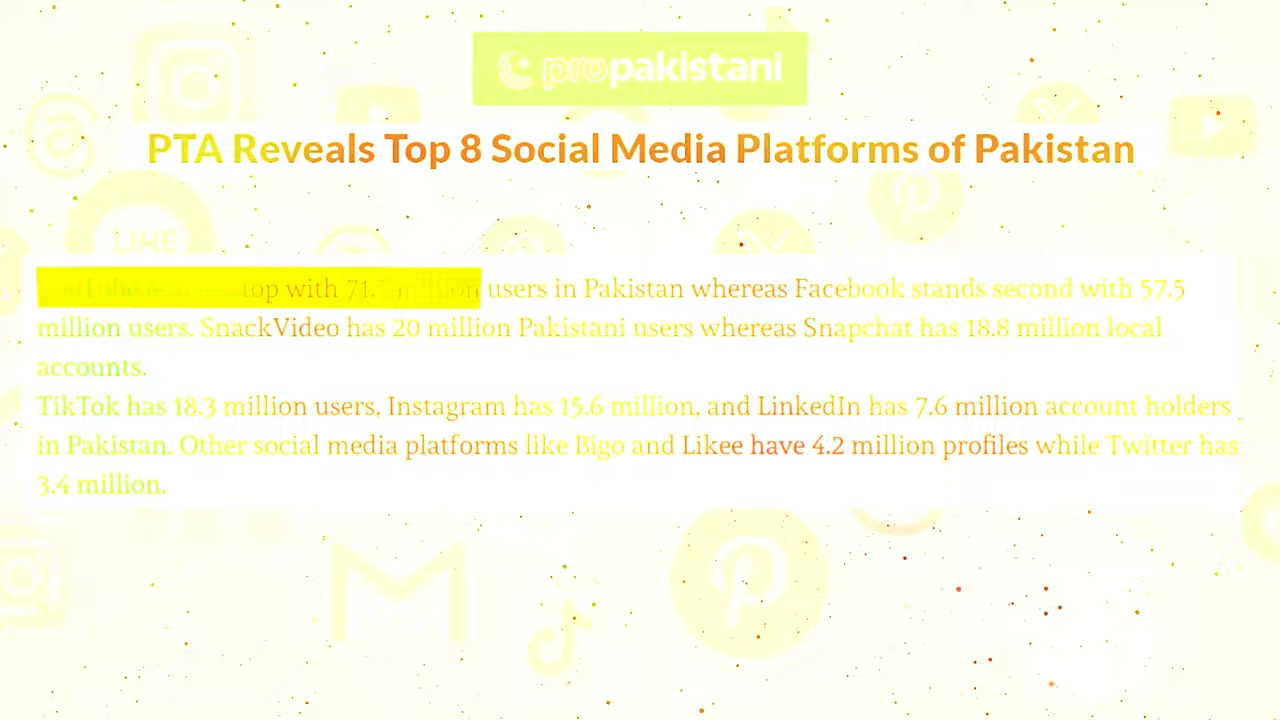 propakistani
PTA Reveals Top 8 Social Media Platforms of Pakistan
LINE
YouTube top with 71. million users in Pakistan whereas Facebook stands second with 57.5
million users. SnackVideo has 20 million Pakistani users whereas Snapchat has 18.8 million local
accounts.
TikTok has 18.3 million users, Instagram has 15.6 million, and LinkedIn has 7.6 million account holders
in Pakistan. Other social media platforms like Bigo and Likee have 4.2 million profiles while Twitter has
3.4 million.